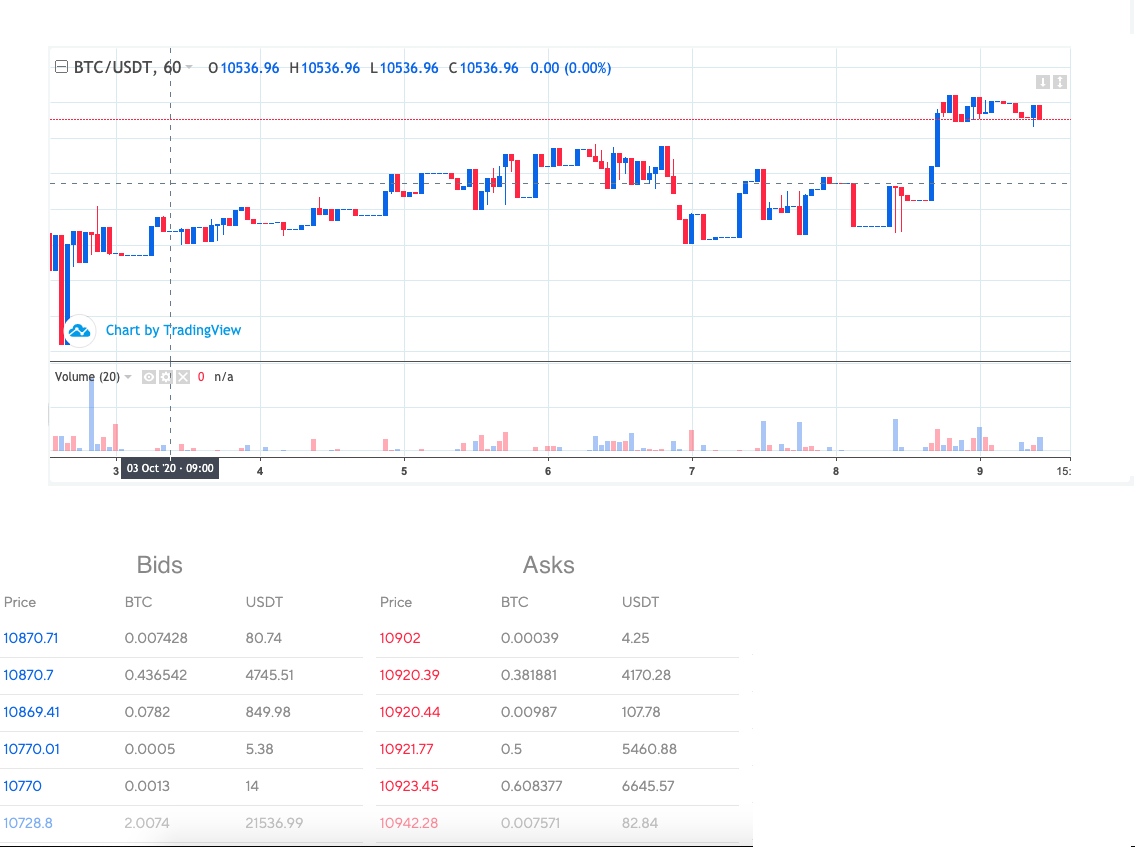 BTC/USDT, 60 O10536.96 H10536.96 L10536.96 C10536.96 0.00 (0.00%)
Chart by TradingView
Volume (20) 0 n/a
3 03 Oct '20 · 09:00 4 5 6 7 8 9 15:
Bids Asks
Price BTC USDT Price BTC USDT
10870.71 0.007428 80.74 10902 0.00039 4.25
10870.7 0.436542 4745.51 10920.39 0.381881 4170.28
10869.41 0.0782 849.98 10920.44 0.00987 107.78
10770.01 0.0005 5.38 10921.77 0.5 5460.88
10770 0.0013 14 10923.45 0.608377 6645.57
10728.8 2.0074 21536.99 10942.28 0.007571 82.84